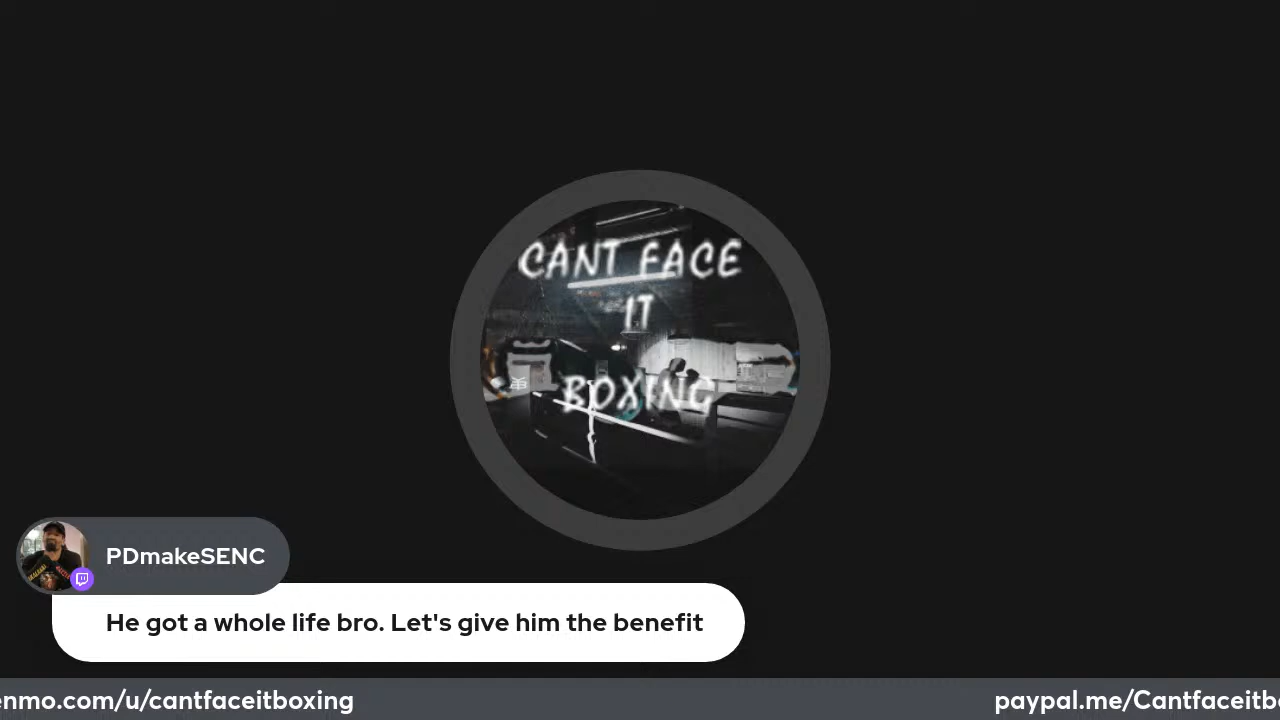 CANT FACE
IT
BOXING
PDmakeSENC
He got a whole life bro. Let's give him the benefit
enmo.com/u/cantfaceitboxing
paypal.me/Cantfaceitb